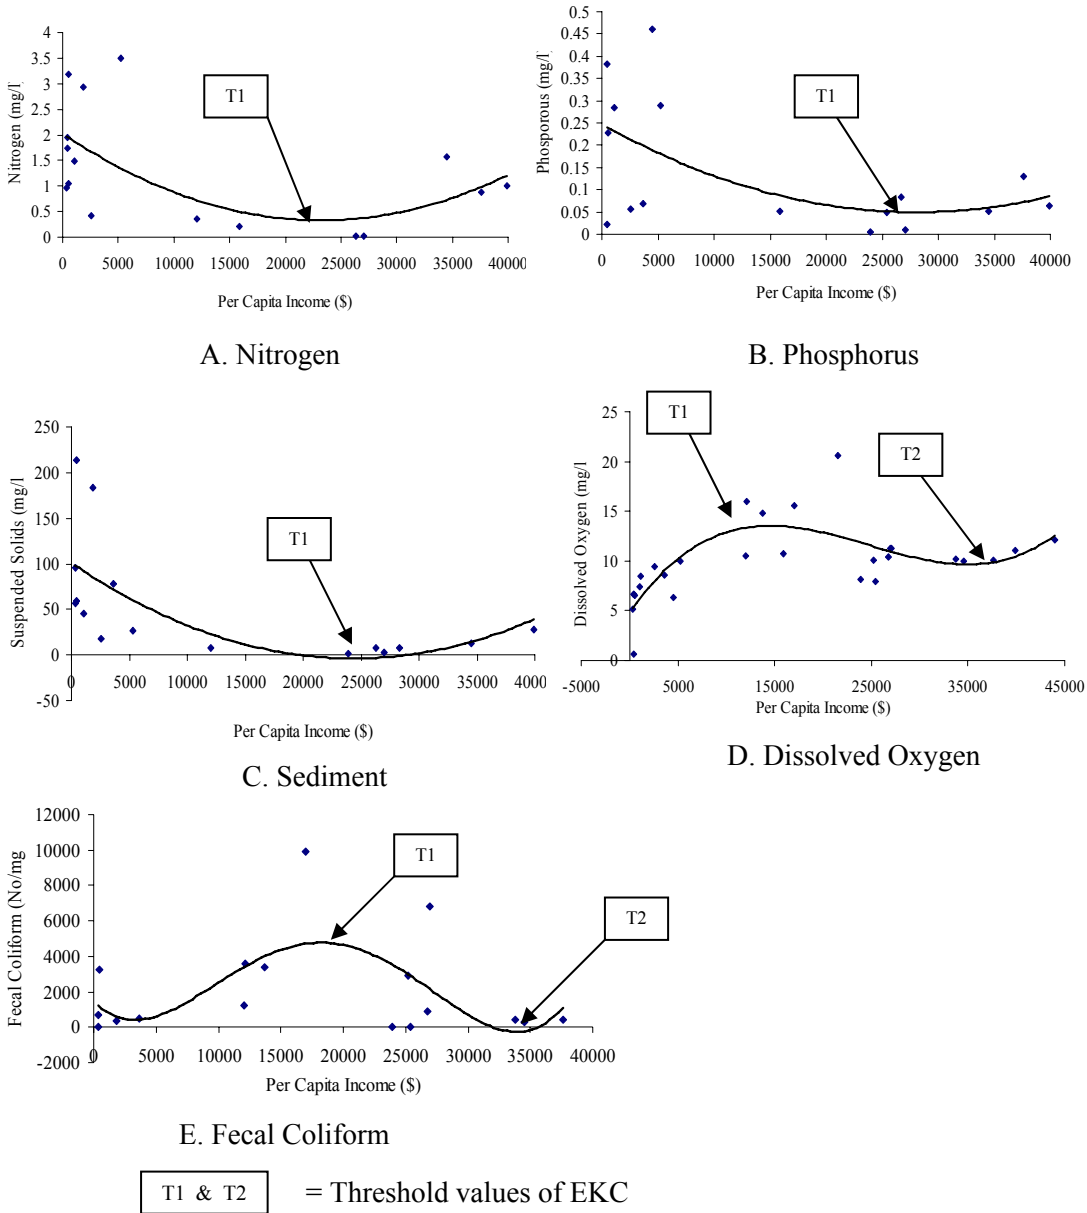 4
3.5
3
2.5
2
1.5
1
0.5
0
Nitrogen (mg/l
T1
0 5000 10000 15000 20000 25000 30000 35000 40000
Per Capita Income ($)
A. Nitrogen
0.5
0.45
0.4
0.35
0.3
0.25
0.2
0.15
0.1
0.05
0
Phosporous (mg/l
T1
0 5000 10000 15000 20000 25000 30000 35000 40000
Per Capita Income ($)
B. Phosphorus
250
200
150
100
50
0
-50
Suspended Solids (mg/l
T1
0 5000 10000 15000 20000 25000 30000 35000 40000
Per Capita Income ($)
C. Sediment
25
20
15
10
5
0
Dissolved Oxygen (mg/l
T1
T2
-5000 5000 15000 25000 35000 45000
Per Capita Income ($)
D. Dissolved Oxygen
12000
10000
8000
6000
4000
2000
0
-2000
Fecal Coliform (No/mg
T1
T2
0 5000 10000 15000 20000 25000 30000 35000 40000
Per Capita Income ($)
E. Fecal Coliform
T1 & T2 = Threshold values of EKC